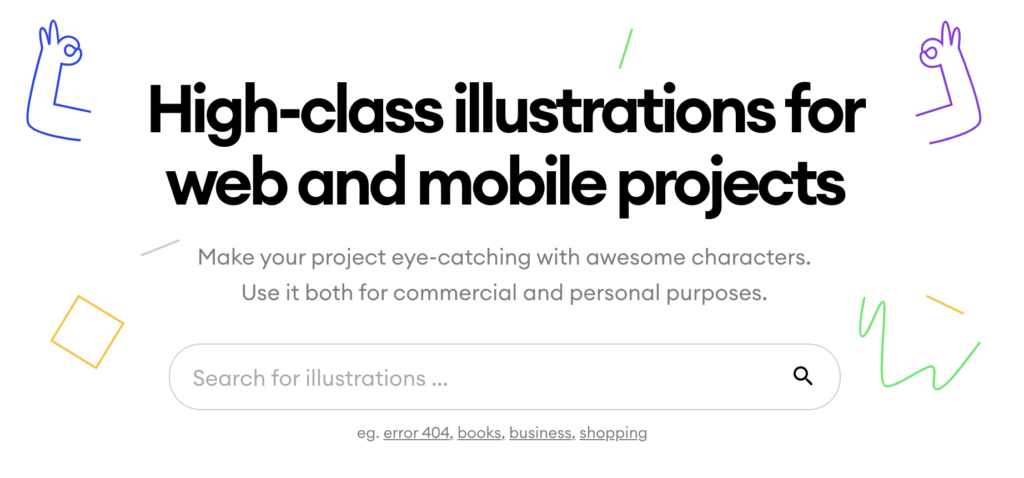 High-class illustrations for
web and mobile projects
Make your project eye-catching with awesome characters.
Use it both for commercial and personal purposes.
Search for illustrations ...
eg. error 404, books, business, shopping